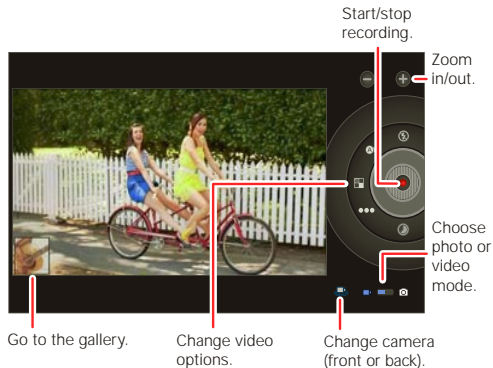 Start/stop
recording.
Zoom
in/out.
Choose
photo or
video
mode.
Go to the gallery.
Change video
options.
Change camera
(front or back).